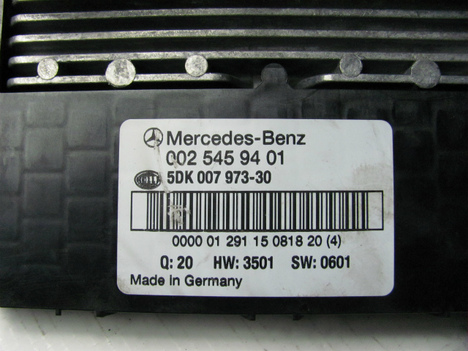 Mercedes-Benz
002 545 94 01
HELLA 5DK 007 973-30
0000 01 291 15 0818 20 (4)
Q: 20 HW: 3501 SW: 0601
Made in Germany